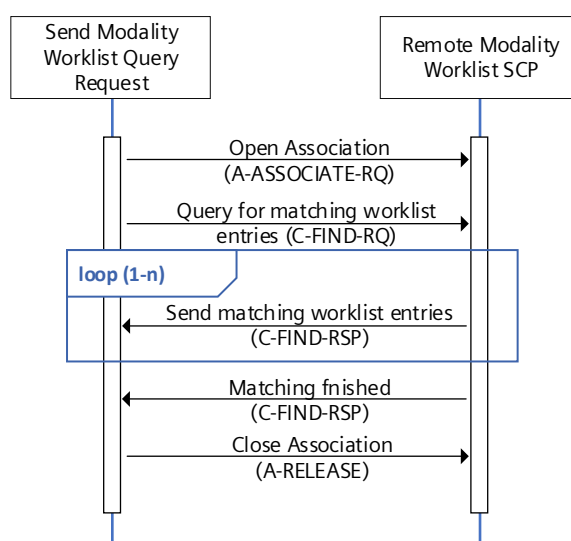 Send Modality
Worklist Query
Request
Remote Modality
Worklist SCP
Open Association
(A-ASSOCIATE-RQ)
Query for matching worklist
entries (C-FIND-RQ)
loop (1-n)
Send matching worklist entries
(C-FIND-RSP)
Matching fnished
(C-FIND-RSP)
Close Association
(A-RELEASE)